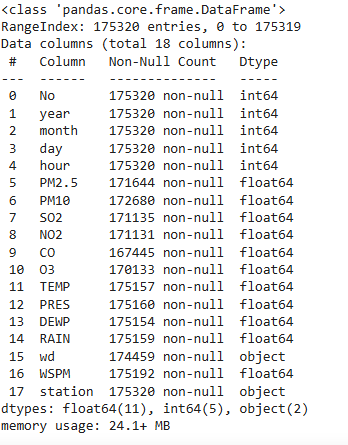 <class 'pandas.core.frame.DataFrame'>
RangeIndex: 175320 entries, 0 to 175319
Data columns (total 18 columns):
 #   Column   Non-Null Count   Dtype
---  ------   --------------   -----
 0   No       175320 non-null  int64
 1   year     175320 non-null  int64
 2   month    175320 non-null  int64
 3   day      175320 non-null  int64
 4   hour     175320 non-null  int64
 5   PM2.5    171644 non-null  float64
 6   PM10     172680 non-null  float64
 7   SO2      171135 non-null  float64
 8   NO2      171131 non-null  float64
 9   CO       167445 non-null  float64
 10  O3       170133 non-null  float64
 11  TEMP     175157 non-null  float64
 12  PRES     175160 non-null  float64
 13  DEWP     175154 non-null  float64
 14  RAIN     175159 non-null  float64
 15  wd       174459 non-null  object
 16  WSPM     175192 non-null  float64
 17  station  175320 non-null  object
dtypes: float64(11), int64(5), object(2)
memory usage: 24.1+ MB